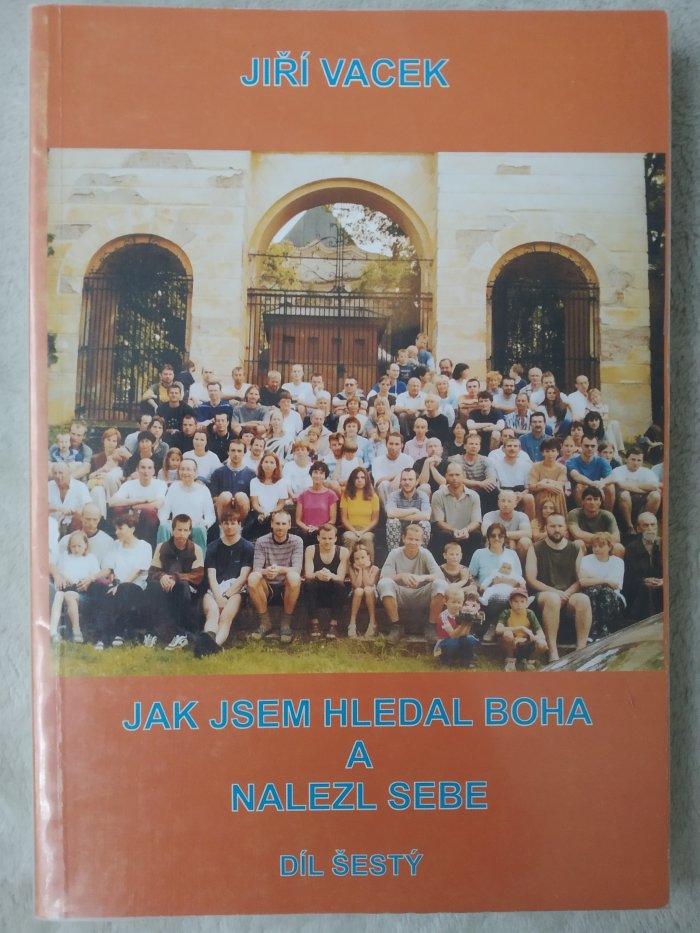 JIŘÍ VACEK
JAK JSEM HLEDAL BOHA
A
NALEZL SEBE
DÍL ŠESTÝ